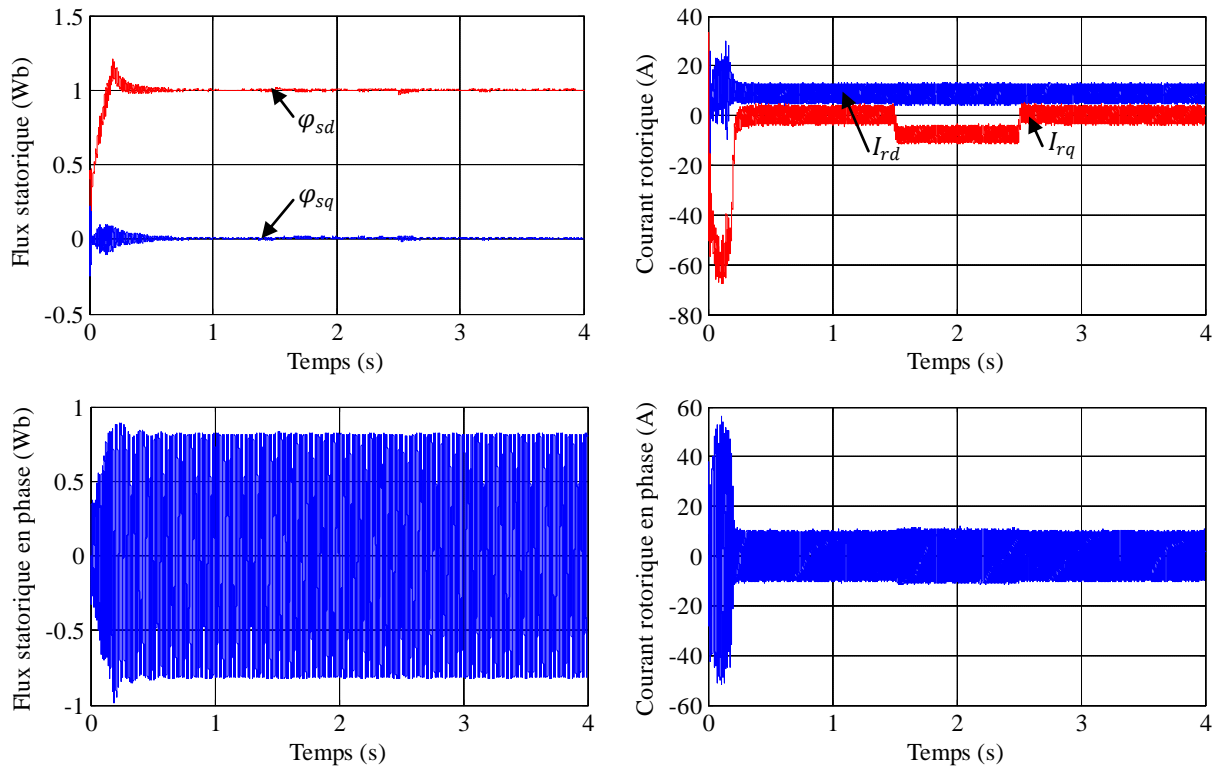 Flux statorique (Wb)
1.5
1
0.5
0
-0.5
φsd
φsq
0 1 2 3 4
Temps (s)
Courant rotorique (A)
40
20
0
-20
-40
-60
-80
Ird
Irq
0 1 2 3 4
Temps (s)
Flux statorique en phase (Wb)
1
0.5
0
-0.5
-1
0 1 2 3 4
Temps (s)
Courant rotorique en phase (A)
60
40
20
0
-20
-40
-60
0 1 2 3 4
Temps (s)